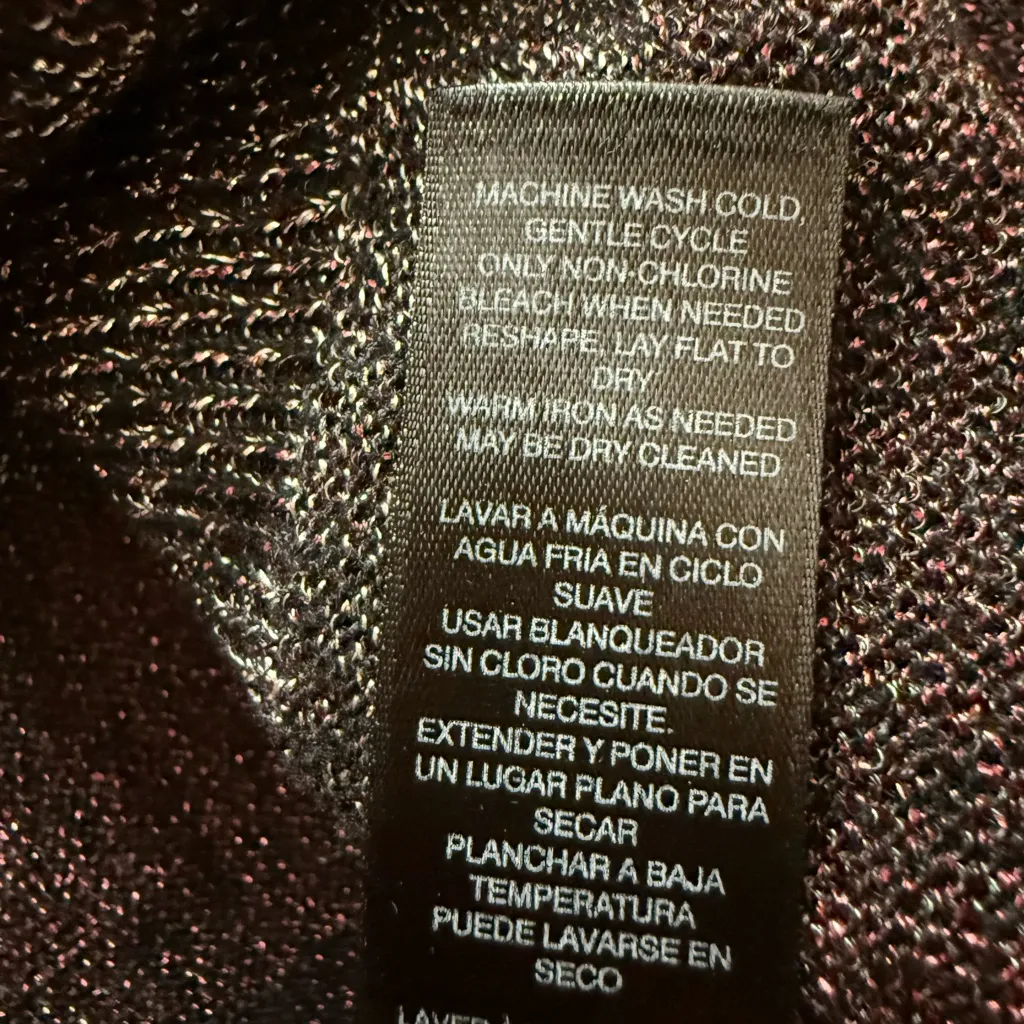 MACHINE WASH COLD,
GENTLE CYCLE
ONLY NON-CHLORINE
BLEACH WHEN NEEDED
RESHAPE, LAY FLAT TO
DRY
WARM IRON AS NEEDED
MAY BE DRY CLEANED
LAVAR A MÁQUINA CON
AGUA FRIA EN CICLO
SUAVE
USAR BLANQUEADOR
SIN CLORO CUANDO SE
NECESITE.
EXTENDER Y PONER EN
UN LUGAR PLANO PARA
SECAR
PLANCHAR A BAJA
TEMPERATURA
PUEDE LAVARSE EN
SECO